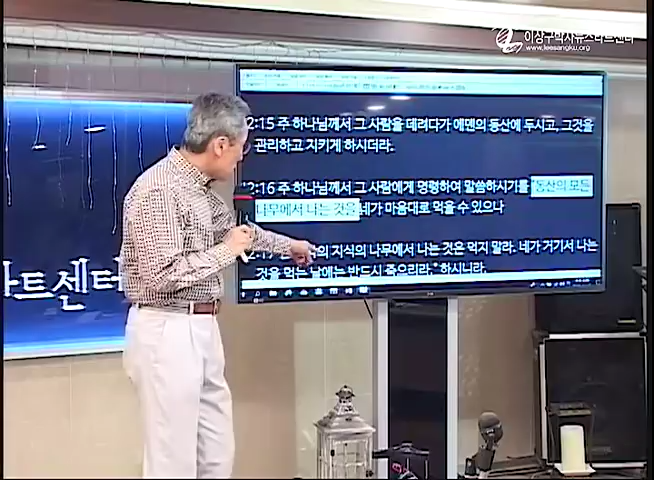 이상구박사뉴스타트센터
www.leesangku.org
2:15 주 하나님께서 그 사람을 데려다가 에덴의 동산에 두시고, 그것을
관리하고 지키게 하시더라.
2:16 주 하나님께서 그 사람에게 명령하여 말씀하시기를 "동산의 모든
나무에서 나는 것을 네가 마음대로 먹을 수 있으나
의 지식의 나무에서 나는 것은 먹지 말라. 네가 거기서 나는
것을 먹는 날에는 반드시 죽으리라." 하시니라.
트센터